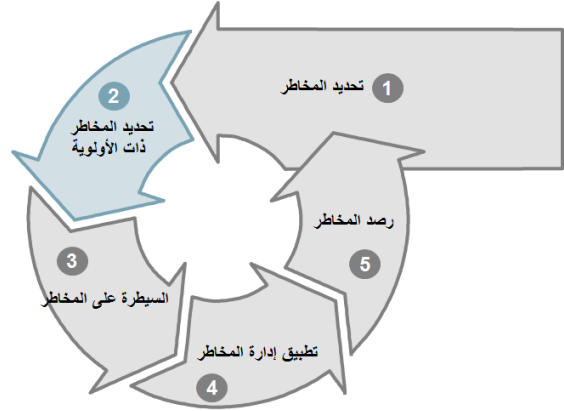 1 تحديد المخاطر
2
تحديد المخاطر
ذات الأولوية
3
السيطرة على المخاطر
تطبيق إدارة المخاطر
4
رصد المخاطر
5